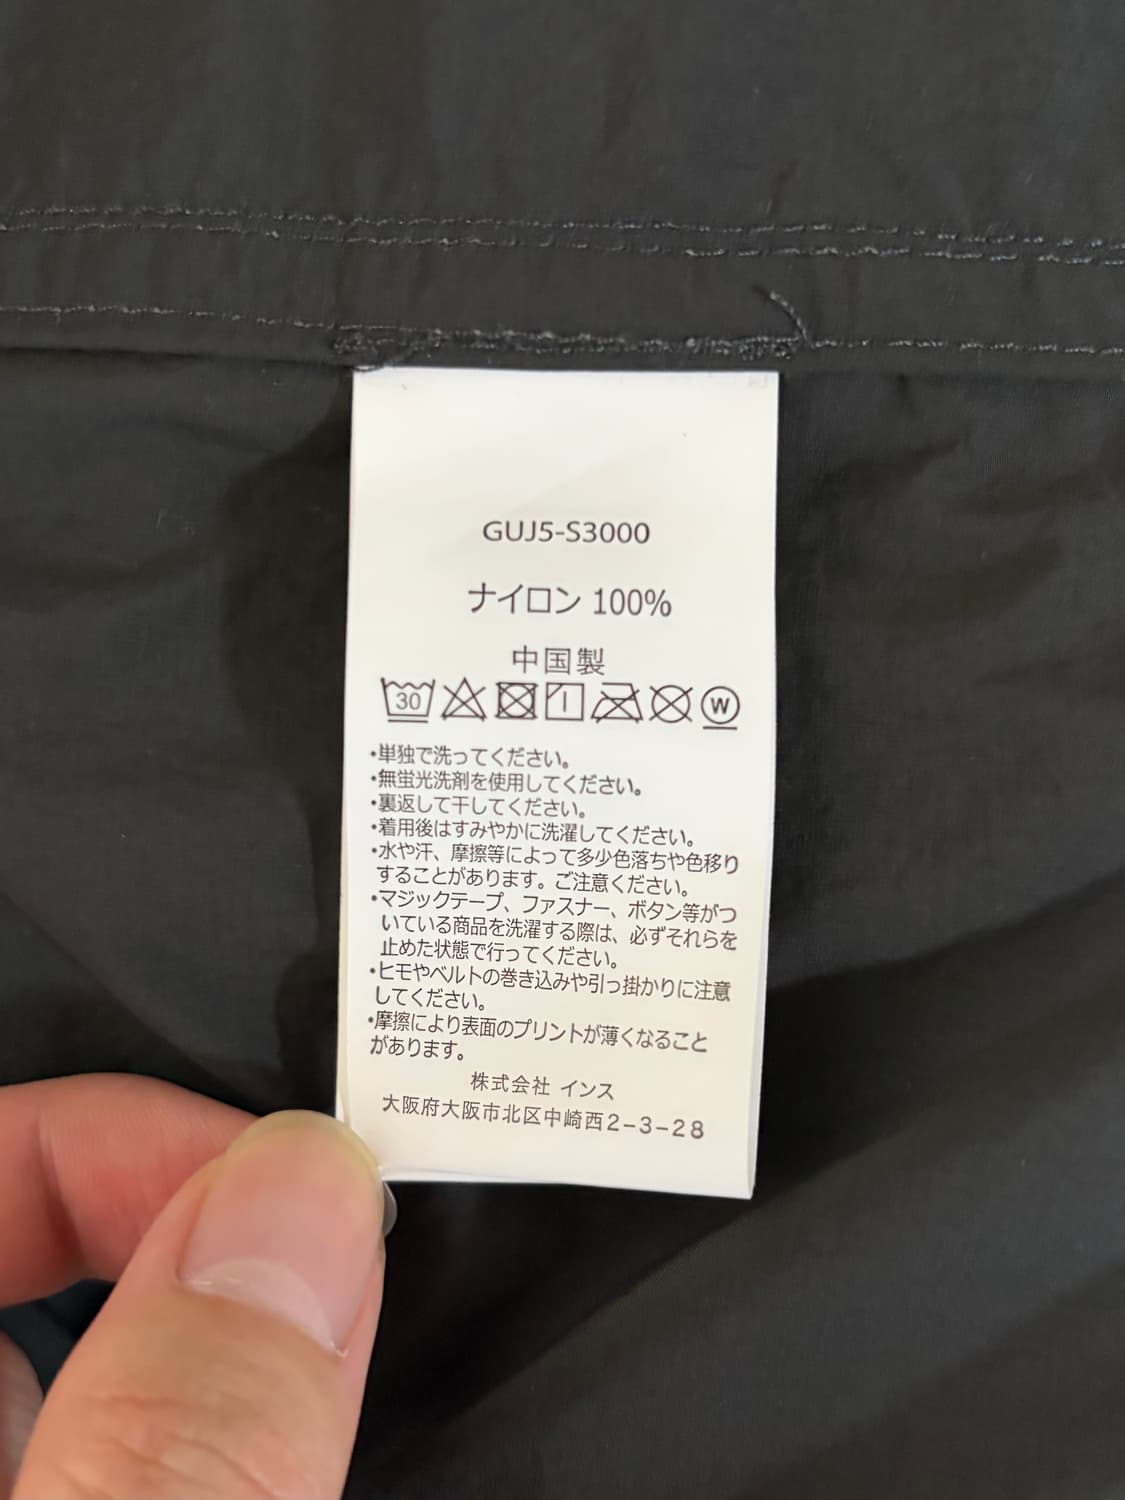 GUJ5-S3000
ナイロン 100%
中国製
30
W
・単独で洗ってください。
・無蛍光洗剤を使用してください。
・裏返して干してください。
・着用後はすみやかに洗濯してください。
・水や汗、摩擦等によって多少色落ちや色移り
することがあります。ご注意ください。
・マジックテープ、ファスナー、ボタン等がつ
いている商品を洗濯する際は、必ずそれらを
止めた状態で行ってください。
・ヒモやベルトの巻き込みや引っ掛かりに注意
してください。
・摩擦により表面のプリントが薄くなること
があります。
株式会社 インス
大阪府大阪市北区中崎西2-3-28